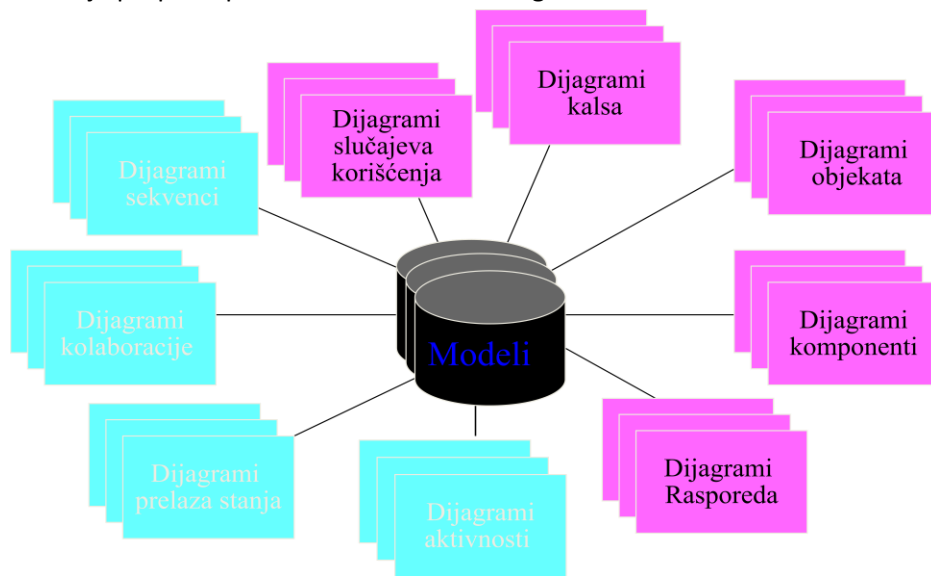 Dijagrami
kalsa
Dijagrami
slučajeva
korišćenja
Dijagrami
objekata
Dijagrami
sekvenci
Dijagrami
kolaboracije
Modeli
Dijagrami
komponenti
Dijagrami
prelaza stanja
Dijagrami
aktivnosti
Dijagrami
Rasporeda